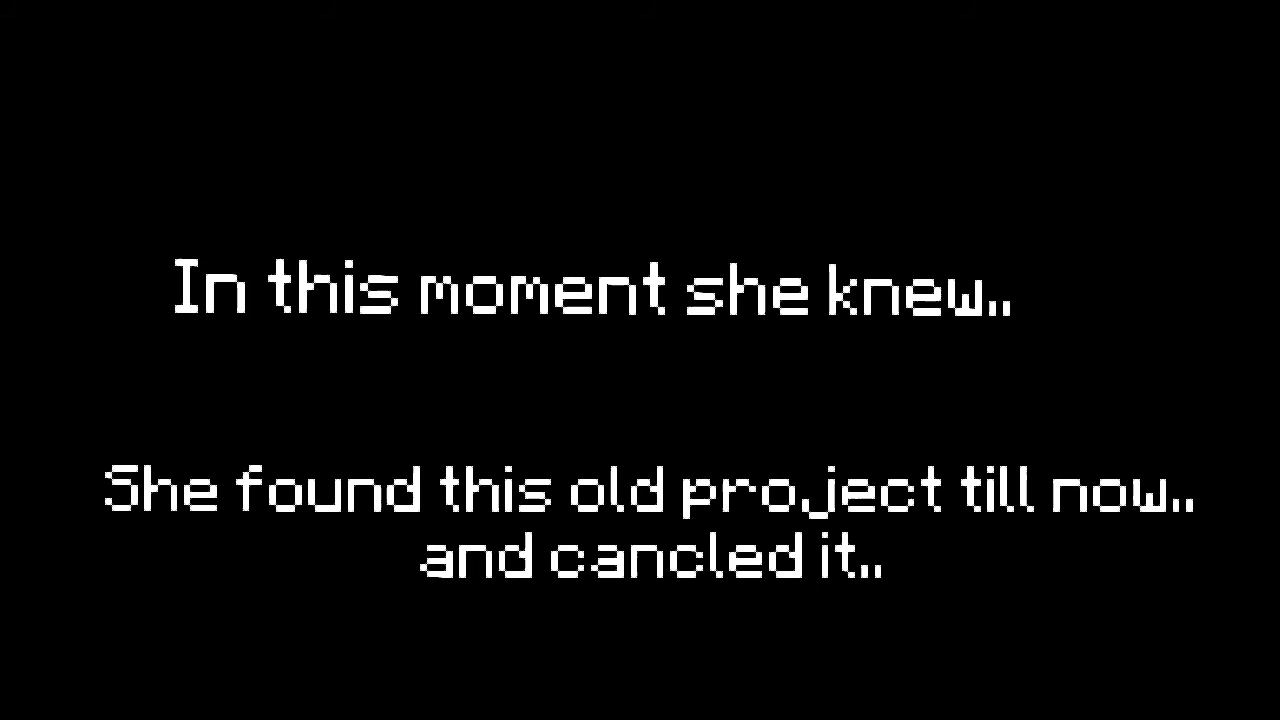 In this moment she knew..
She found this old project till now..
and cancled it..